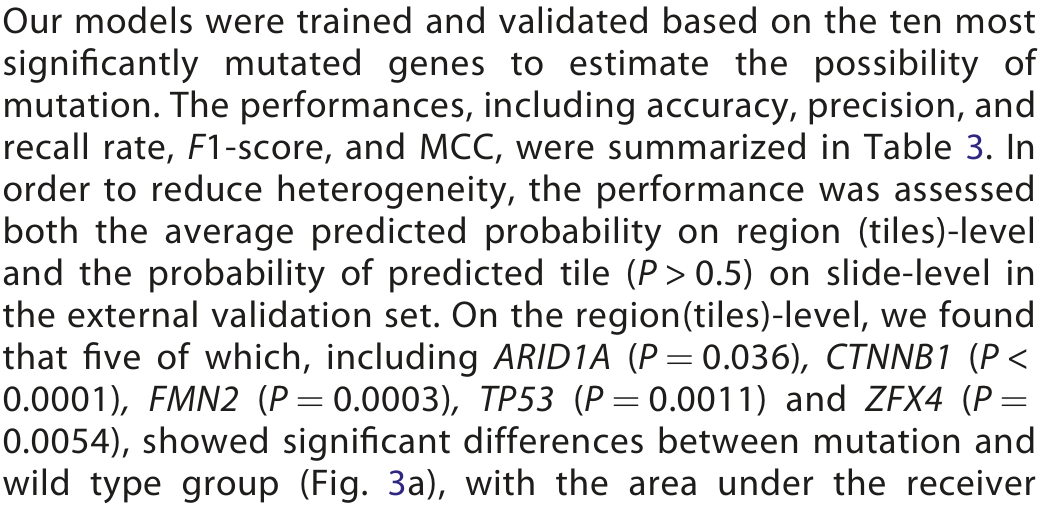 Our models were trained and validated based on the ten most
significantly mutated genes to estimate the possibility of
mutation. The performances, including accuracy, precision, and
recall rate, F1-score, and MCC, were summarized in Table 3. In
order to reduce heterogeneity, the performance was assessed
both the average predicted probability on region (tiles)-level
and the probability of predicted tile (P > 0.5) on slide-level in
the external validation set. On the region(tiles)-level, we found
that five of which, including ARID1A (P = 0.036), CTNNB1 (P <
0.0001), FMN2 (P = 0.0003), TP53 (P = 0.0011) and ZFX4 (P =
0.0054), showed significant differences between mutation and
wild type group (Fig. 3a), with the area under the receiver